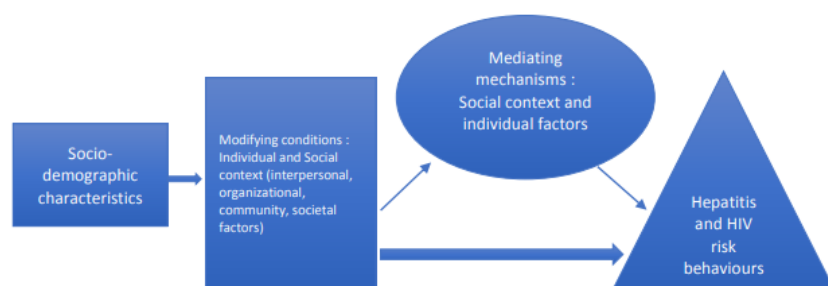 Socio-
demographic
characteristics
Modifying conditions :
Individual and Social
context (interpersonal,
organizational,
community, societal
factors)
Mediating
mechanisms :
Social context and
individual factors
Hepatitis
and HIV
risk
behaviours